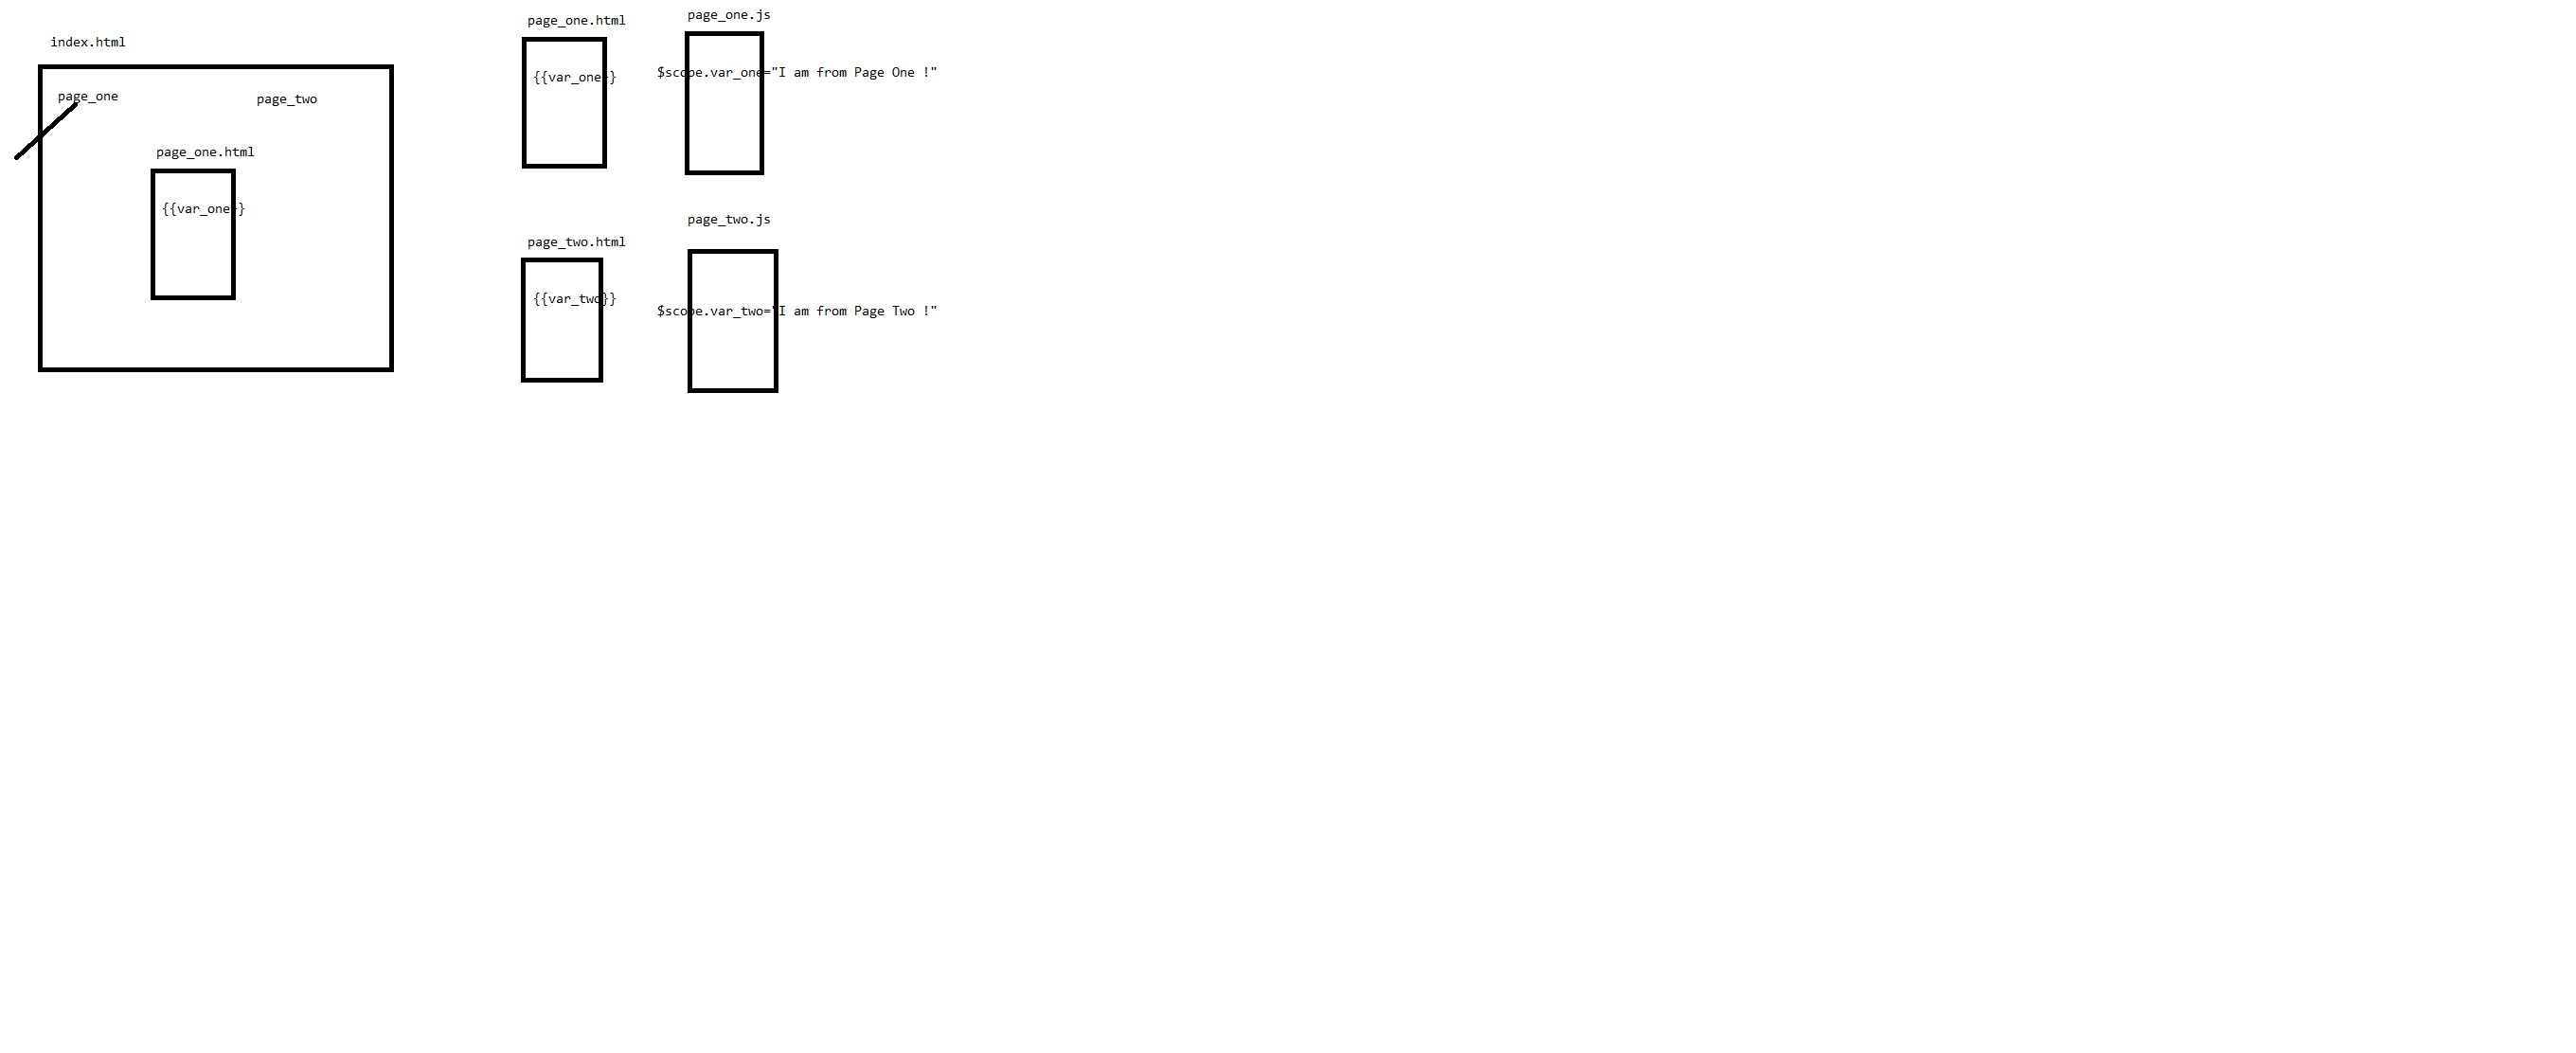 index.html
page_one
page_two
page_one.html
{{var_one}}
page_one.html
{{var_one}}
page_one.js
$scope.var_one="I am from Page One !"
page_two.html
{{var_two}}
page_two.js
$scope.var_two="I am from Page Two !"